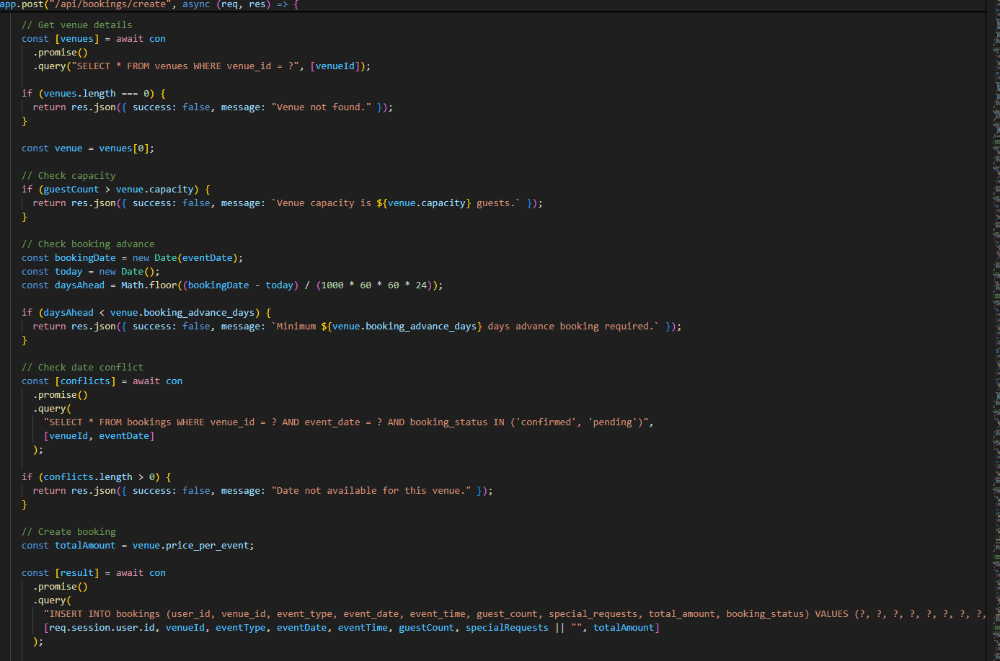 app.post("/api/bookings/create", async (req, res) => {
// Get venue details
const [venues] = await con
.promise()
.query("SELECT * FROM venues WHERE venue_id = ?", [venueId]);
if (venues.length === 0) {
return res.json({ success: false, message: "Venue not found." });
}
const venue = venues[0];
// Check capacity
if (guestCount > venue.capacity) {
return res.json({ success: false, message: `Venue capacity is ${venue.capacity} guests.` });
}
// Check booking advance
const bookingDate = new Date(eventDate);
const today = new Date();
const daysAhead = Math.floor((bookingDate - today) / (1000 * 60 * 60 * 24));
if (daysAhead < venue.booking_advance_days) {
return res.json({ success: false, message: `Minimum ${venue.booking_advance_days} days advance booking required.` });
}
// Check date conflict
const [conflicts] = await con
.promise()
.query(
"SELECT * FROM bookings WHERE venue_id = ? AND event_date = ? AND booking_status IN ('confirmed', 'pending')",
[venueId, eventDate]
);
if (conflicts.length > 0) {
return res.json({ success: false, message: "Date not available for this venue." });
}
// Create booking
const totalAmount = venue.price_per_event;
const [result] = await con
.promise()
.query(
"INSERT INTO bookings (user_id, venue_id, event_type, event_date, event_time, guest_count, special_requests, total_amount, booking_status) VALUES (?, ?, ?, ?, ?, ?, ?, ?,
[req.session.user.id, venueId, eventType, eventDate, eventTime, guestCount, specialRequests || "", totalAmount]
);